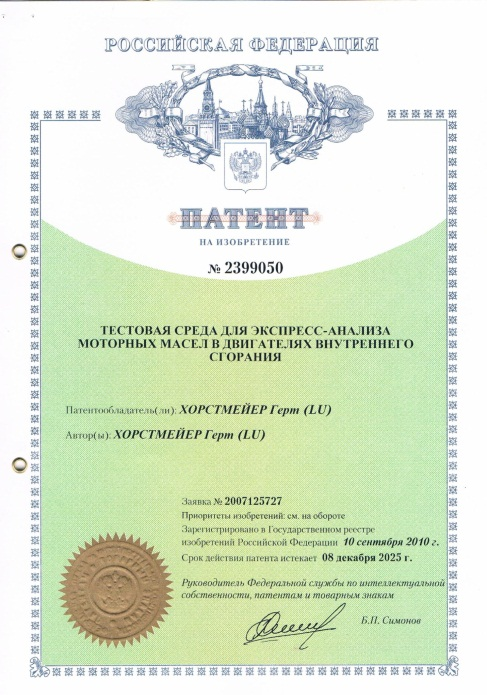 РОССИЙСКАЯ ФЕДЕРАЦИЯ
ПАТЕНТ
НА ИЗОБРЕТЕНИЕ
№ 2399050
ТЕСТОВАЯ СРЕДА ДЛЯ ЭКСПРЕСС-АНАЛИЗА
МОТОРНЫХ МАСЕЛ В ДВИГАТЕЛЯХ ВНУТРЕННЕГО
СГОРАНИЯ
Патентообладатель(ли): ХОРСТМЕЙЕР Герт (LU)
Автор(ы): ХОРСТМЕЙЕР Герт (LU)
Заявка № 2007125727
Приоритеты изобретений: см. на обороте
Зарегистрировано в Государственном реестре
изобретений Российской Федерации 10 сентября 2010 г.
Срок действия патента истекает 08 декабря 2025 г.
Руководитель Федеральной службы по интеллектуальной
собственности, патентам и товарным знакам
Б.П. Симонов